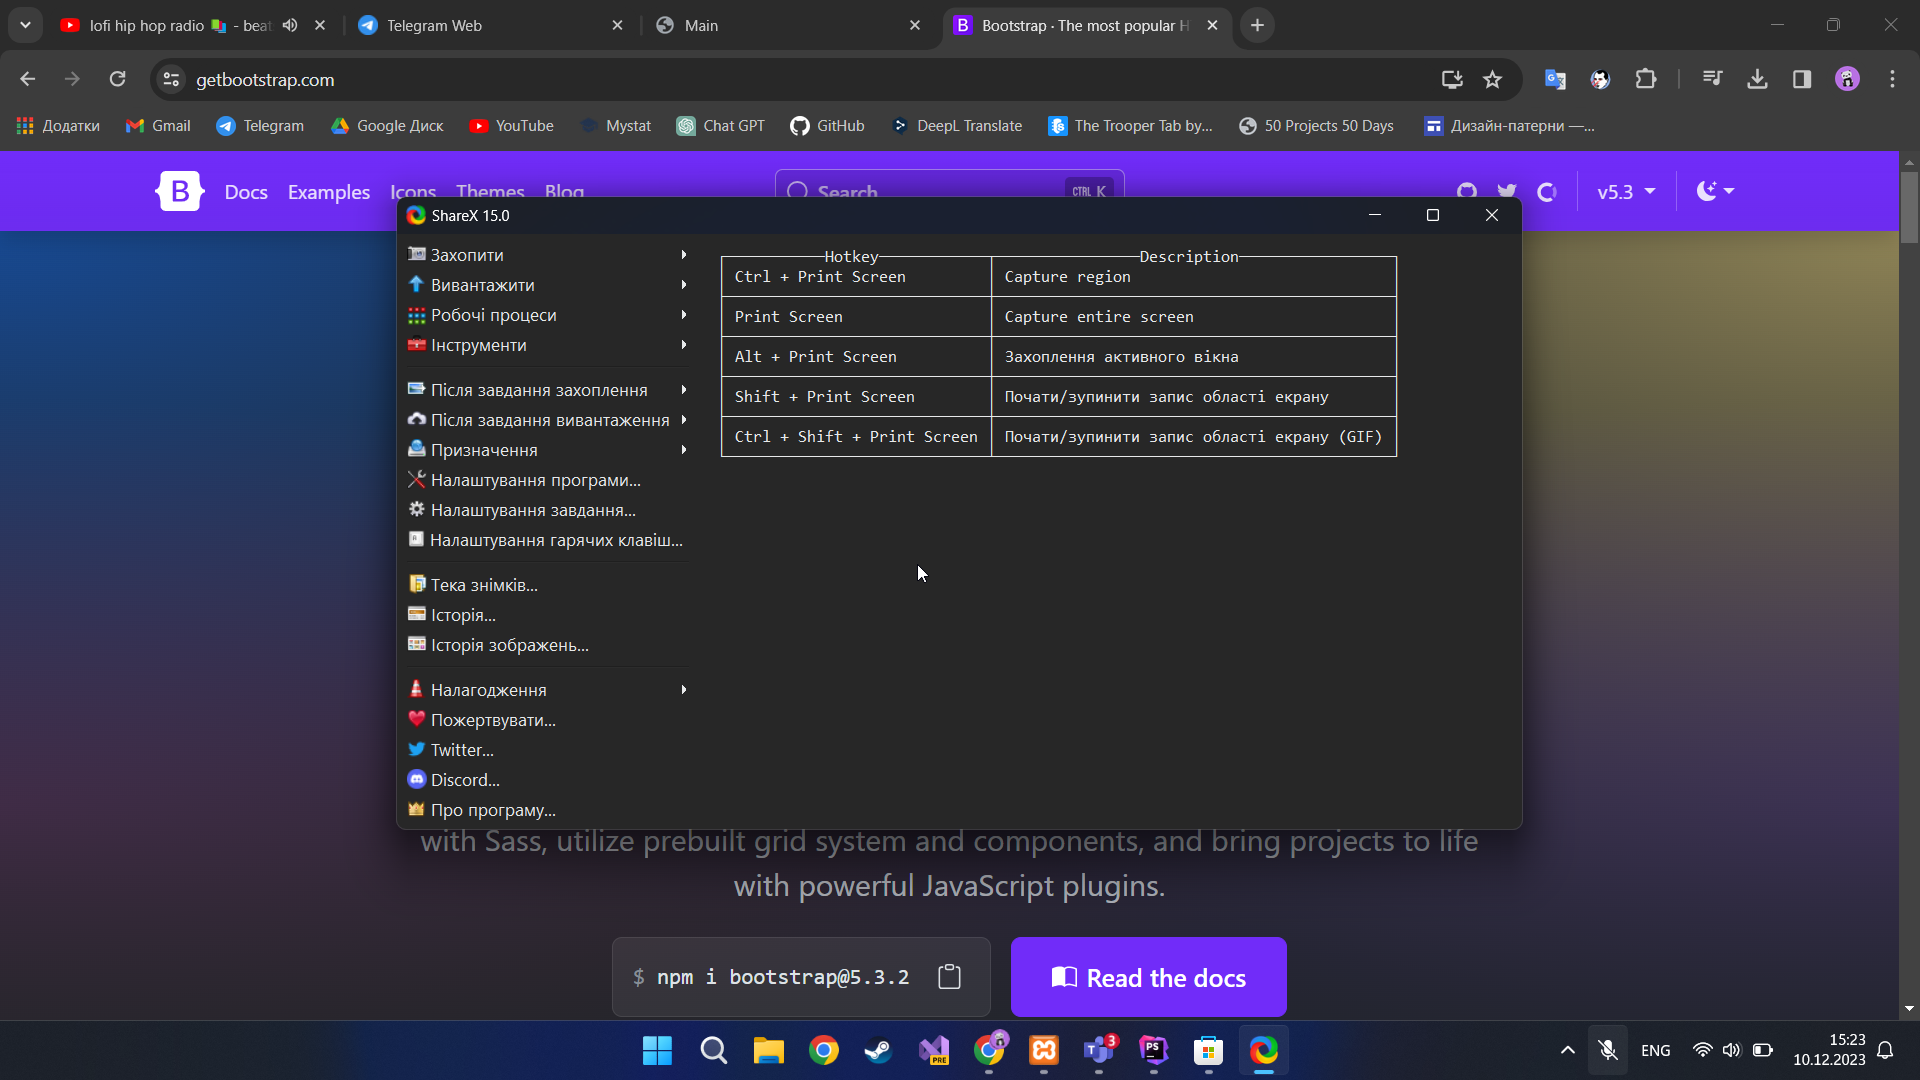 lofi hip hop radio - bea
Telegram Web
Main
Bootstrap · The most popular H
getbootstrap.com
Додатки
Gmail
Telegram
Google Диск
YouTube
Mystat
Chat GPT
GitHub
DeepL Translate
The Trooper Tab by...
50 Projects 50 Days
Дизайн-патерни —...
B
Docs
Examples
Icons
Themes
Blog
Search
CTRL K
v5.3
ShareX 15.0
Захопити
Вивантажити
Робочі процеси
Інструменти
Після завдання захоплення
Після завдання вивантаження
Призначення
Налаштування програми...
Налаштування завдання...
Налаштування гарячих клавіш...
Тека знімків...
Історія...
Історія зображень...
Налагодження
Пожертвувати...
Twitter...
Discord...
Про програму...
Hotkey Description
Ctrl + Print Screen Capture region
Print Screen Capture entire screen
Alt + Print Screen Захоплення активного вікна
Shift + Print Screen Почати/зупинити запис області екрану
Ctrl + Shift + Print Screen Почати/зупинити запис області екрану (GIF)
with Sass, utilize prebuilt grid system and components, and bring projects to life
with powerful JavaScript plugins.
$ npm i bootstrap@5.3.2
Read the docs
PRE
3
PS
ENG
15:23
10.12.2023